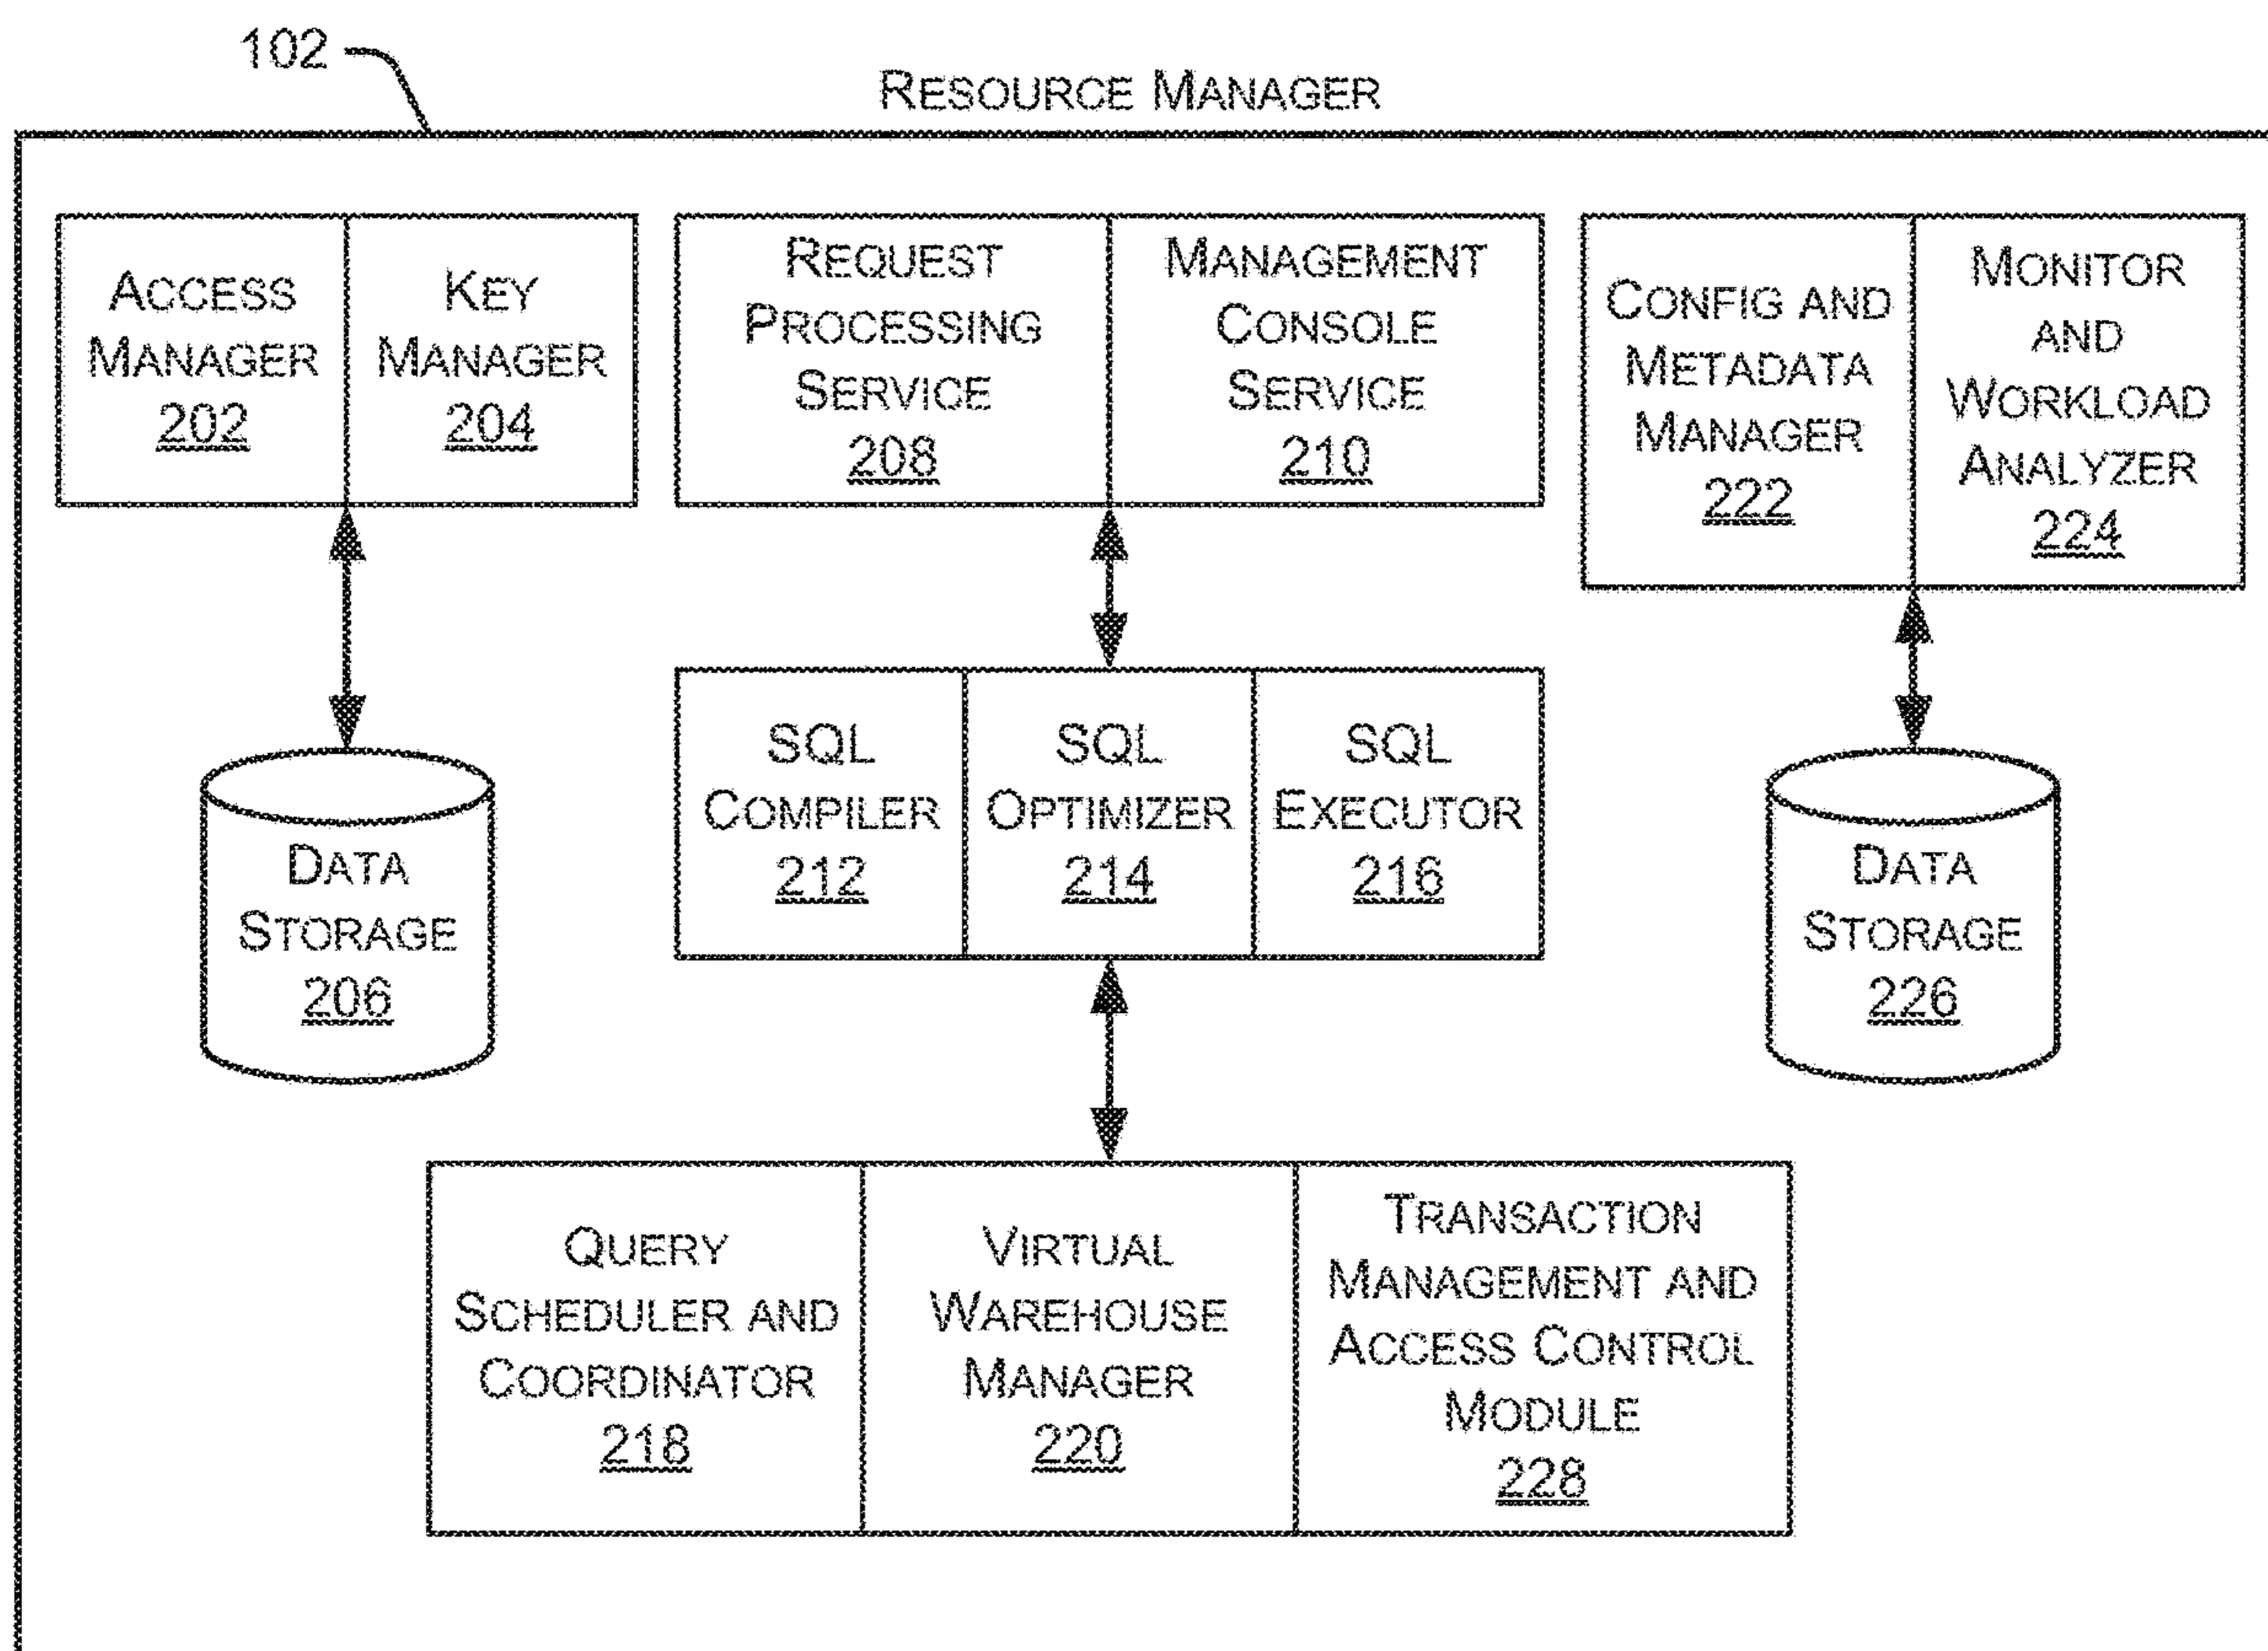 102
RESOURCE MANAGER
ACCESS
MANAGER
202
KEY
MANAGER
204
REQUEST
PROCESSING
SERVICE
208
MANAGEMENT
CONSOLE
SERVICE
210
CONFIG AND
METADATA
MANAGER
222
MONITOR
AND
WORKLOAD
ANALYZER
224
DATA
STORAGE
206
SQL
COMPILER
212
SQL
OPTIMIZER
214
SQL
EXECUTOR
216
DATA
STORAGE
226
QUERY
SCHEDULER AND
COORDINATOR
218
VIRTUAL
WAREHOUSE
MANAGER
220
TRANSACTION
MANAGEMENT AND
ACCESS CONTROL
MODULE
228